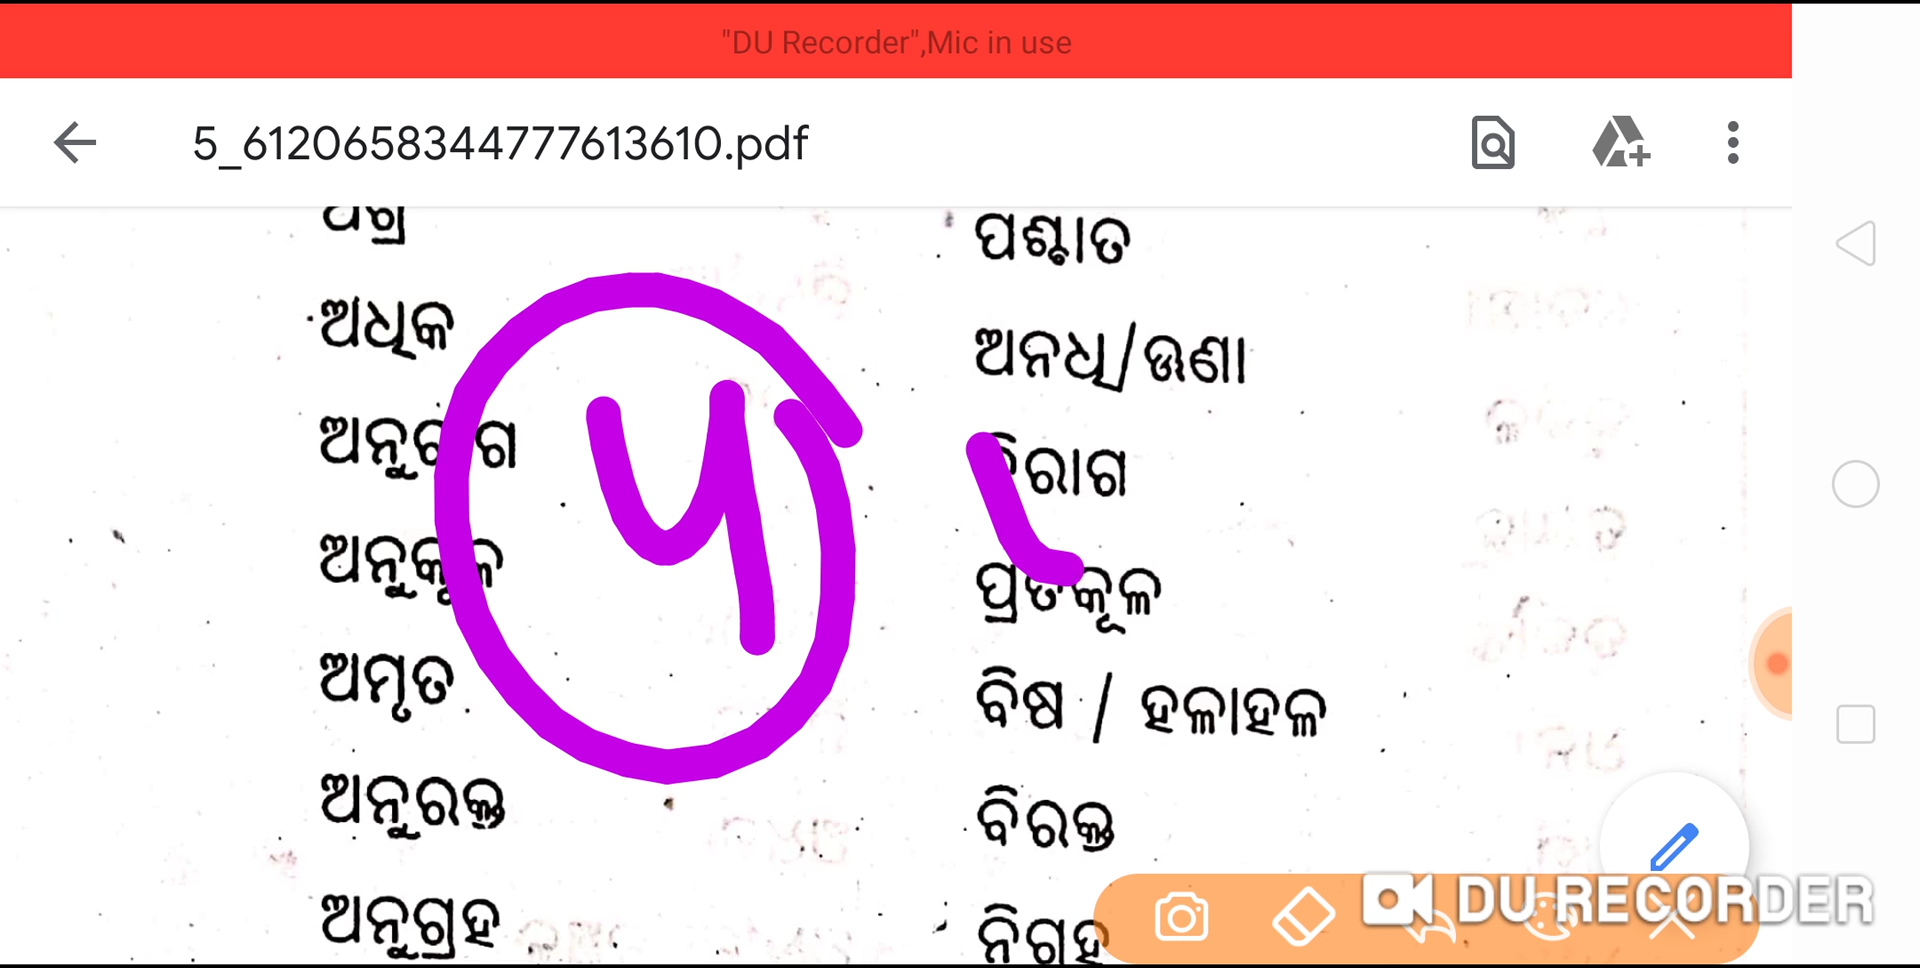 "DU Recorder",Mic in use
5_6120658344777613610.pdf
ପଶ୍ଚାତ
ଅଧିକ ଅନଧି/ଊଣା
ଅନୁରାଗ ବିରାଗ
ଅନୁକୂଳ ପ୍ରତିକୂଳ
ଅମୃତ ବିଷ / ହଳାହଳ
ଅନୁରକ୍ତ ବିରକ୍ତ
ଅନୁଗ୍ରହ ନିଗ୍ରହ
DU RECORDER